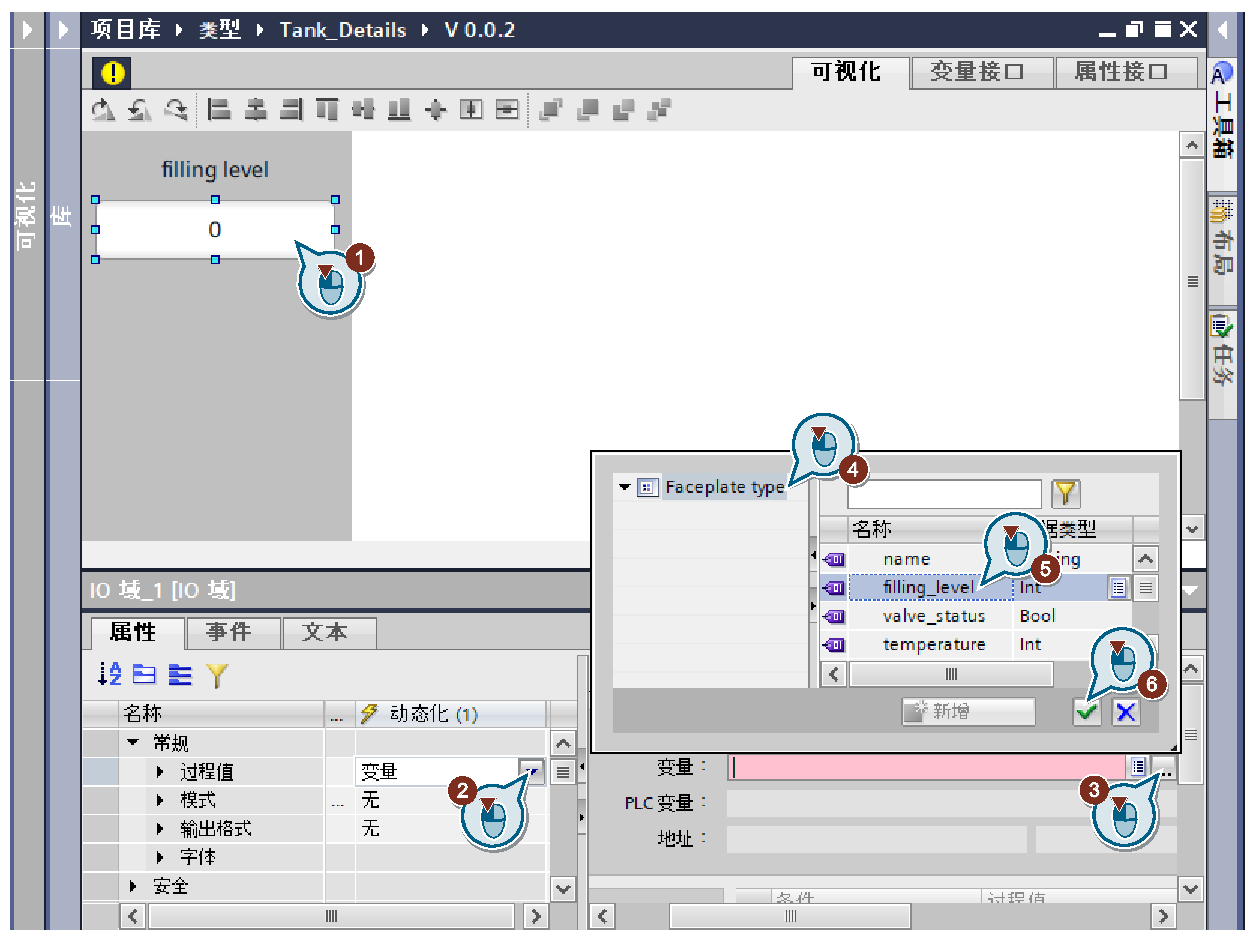 项目库 ▸ 类型 ▸ Tank_Details ▸ V 0.0.2
可视化 变量接口 属性接口
可视化
库
工具箱
布局
任务
filling level
0
1
4
Faceplate type
名称 据类型
name ing
5
filling_level Int
valve_status Bool
temperature Int
6
新增
IO 域_1 [IO 域]
属性 事件 文本
名称 ... 动态化 (1)
常规
过程值 变量
2
模式 ... 无
输出格式 无
字体
安全
变量：
3
PLC 变量：
地址：
条件 过程值